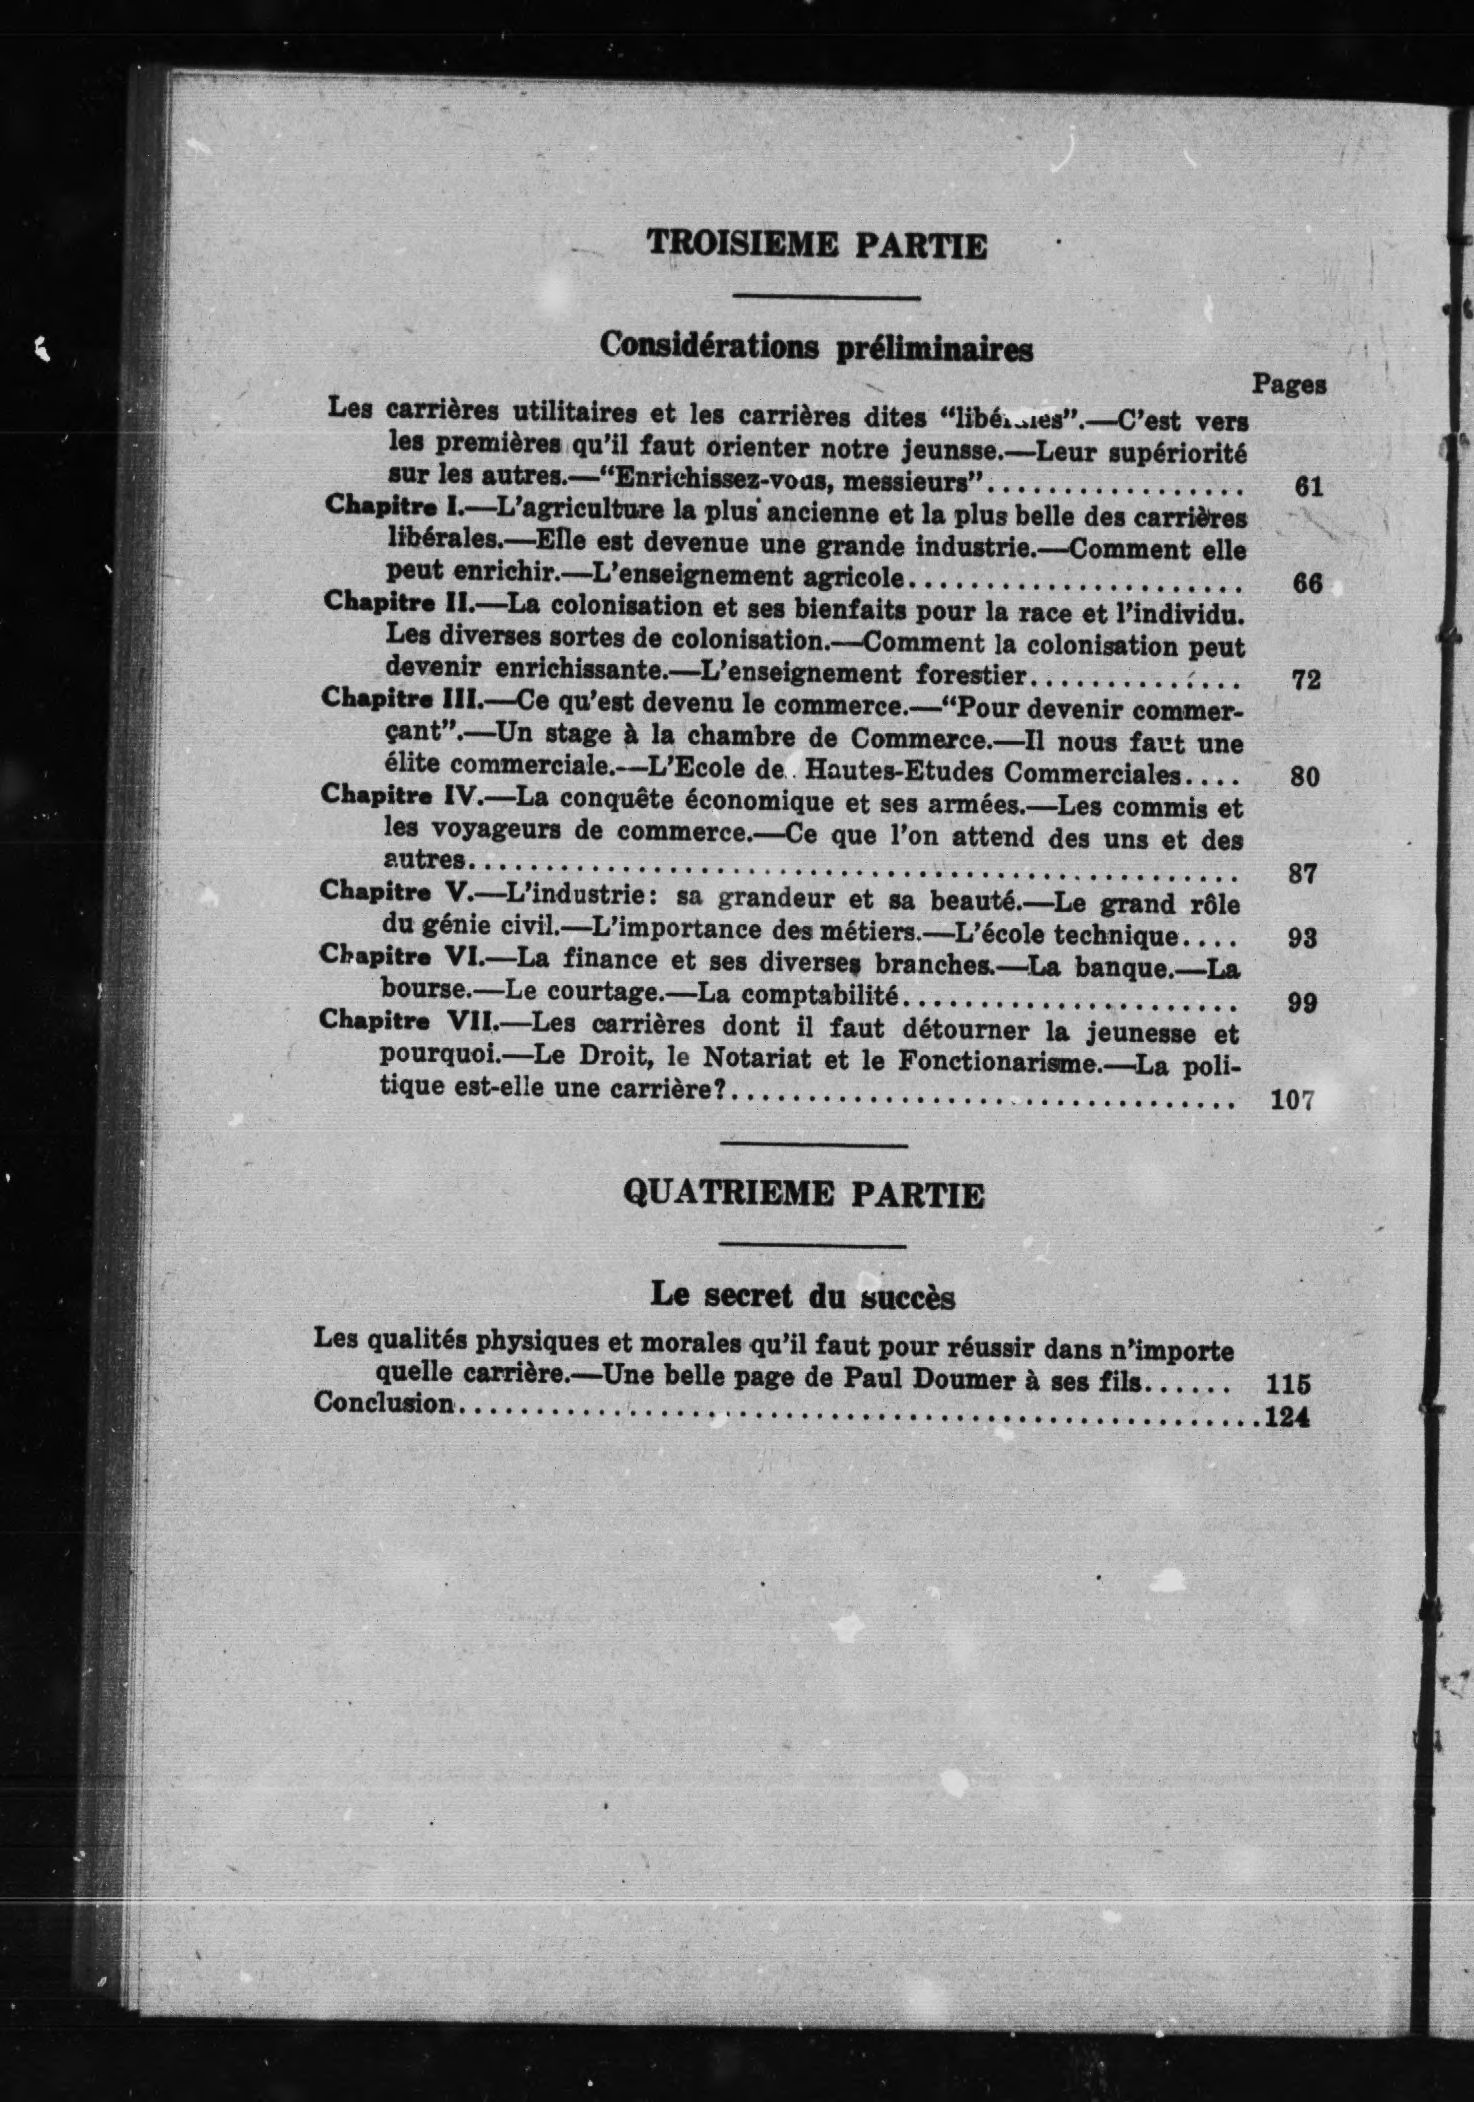 TROISIEME PARTIE
Considérations préliminaires
Pages
Les carrières utilitaires et les carrières dites “libérales”.—C’est vers
les premières qu’il faut orienter notre jeunsse.—Leur supériorité
sur les autres.—“Enrichissez-vous, messieurs”................. 61
Chapitre I.—L’agriculture la plus ancienne et la plus belle des carrières
libérales.—Elle est devenue une grande industrie.—Comment elle
peut enrichir.—L’enseignement agricole...................... 66
Chapitre II.—La colonisation et ses bienfaits pour la race et l’individu.
Les diverses sortes de colonisation.—Comment la colonisation peut
devenir enrichissante.—L’enseignement forestier.............. 72
Chapitre III.—Ce qu’est devenu le commerce.—“Pour devenir commer-
çant”.—Un stage à la chambre de Commerce.—Il nous faut une
élite commerciale.—L’Ecole de Hautes-Etudes Commerciales.... 80
Chapitre IV.—La conquête économique et ses armées.—Les commis et
les voyageurs de commerce.—Ce que l’on attend des uns et des
autres.................................................. 87
Chapitre V.—L’industrie: sa grandeur et sa beauté.—Le grand rôle
du génie civil.—L’importance des métiers.—L’école technique.... 93
Chapitre VI.—La finance et ses diverses branches.—La banque.—La
bourse.—Le courtage.—La comptabilité...................... 99
Chapitre VII.—Les carrières dont il faut détourner la jeunesse et
pourquoi.—Le Droit, le Notariat et le Fonctionarisme.—La poli-
tique est-elle une carrière?................................. 107
QUATRIEME PARTIE
Le secret du succès
Les qualités physiques et morales qu’il faut pour réussir dans n’importe
quelle carrière.—Une belle page de Paul Doumer à ses fils...... 115
Conclusion....................................................124